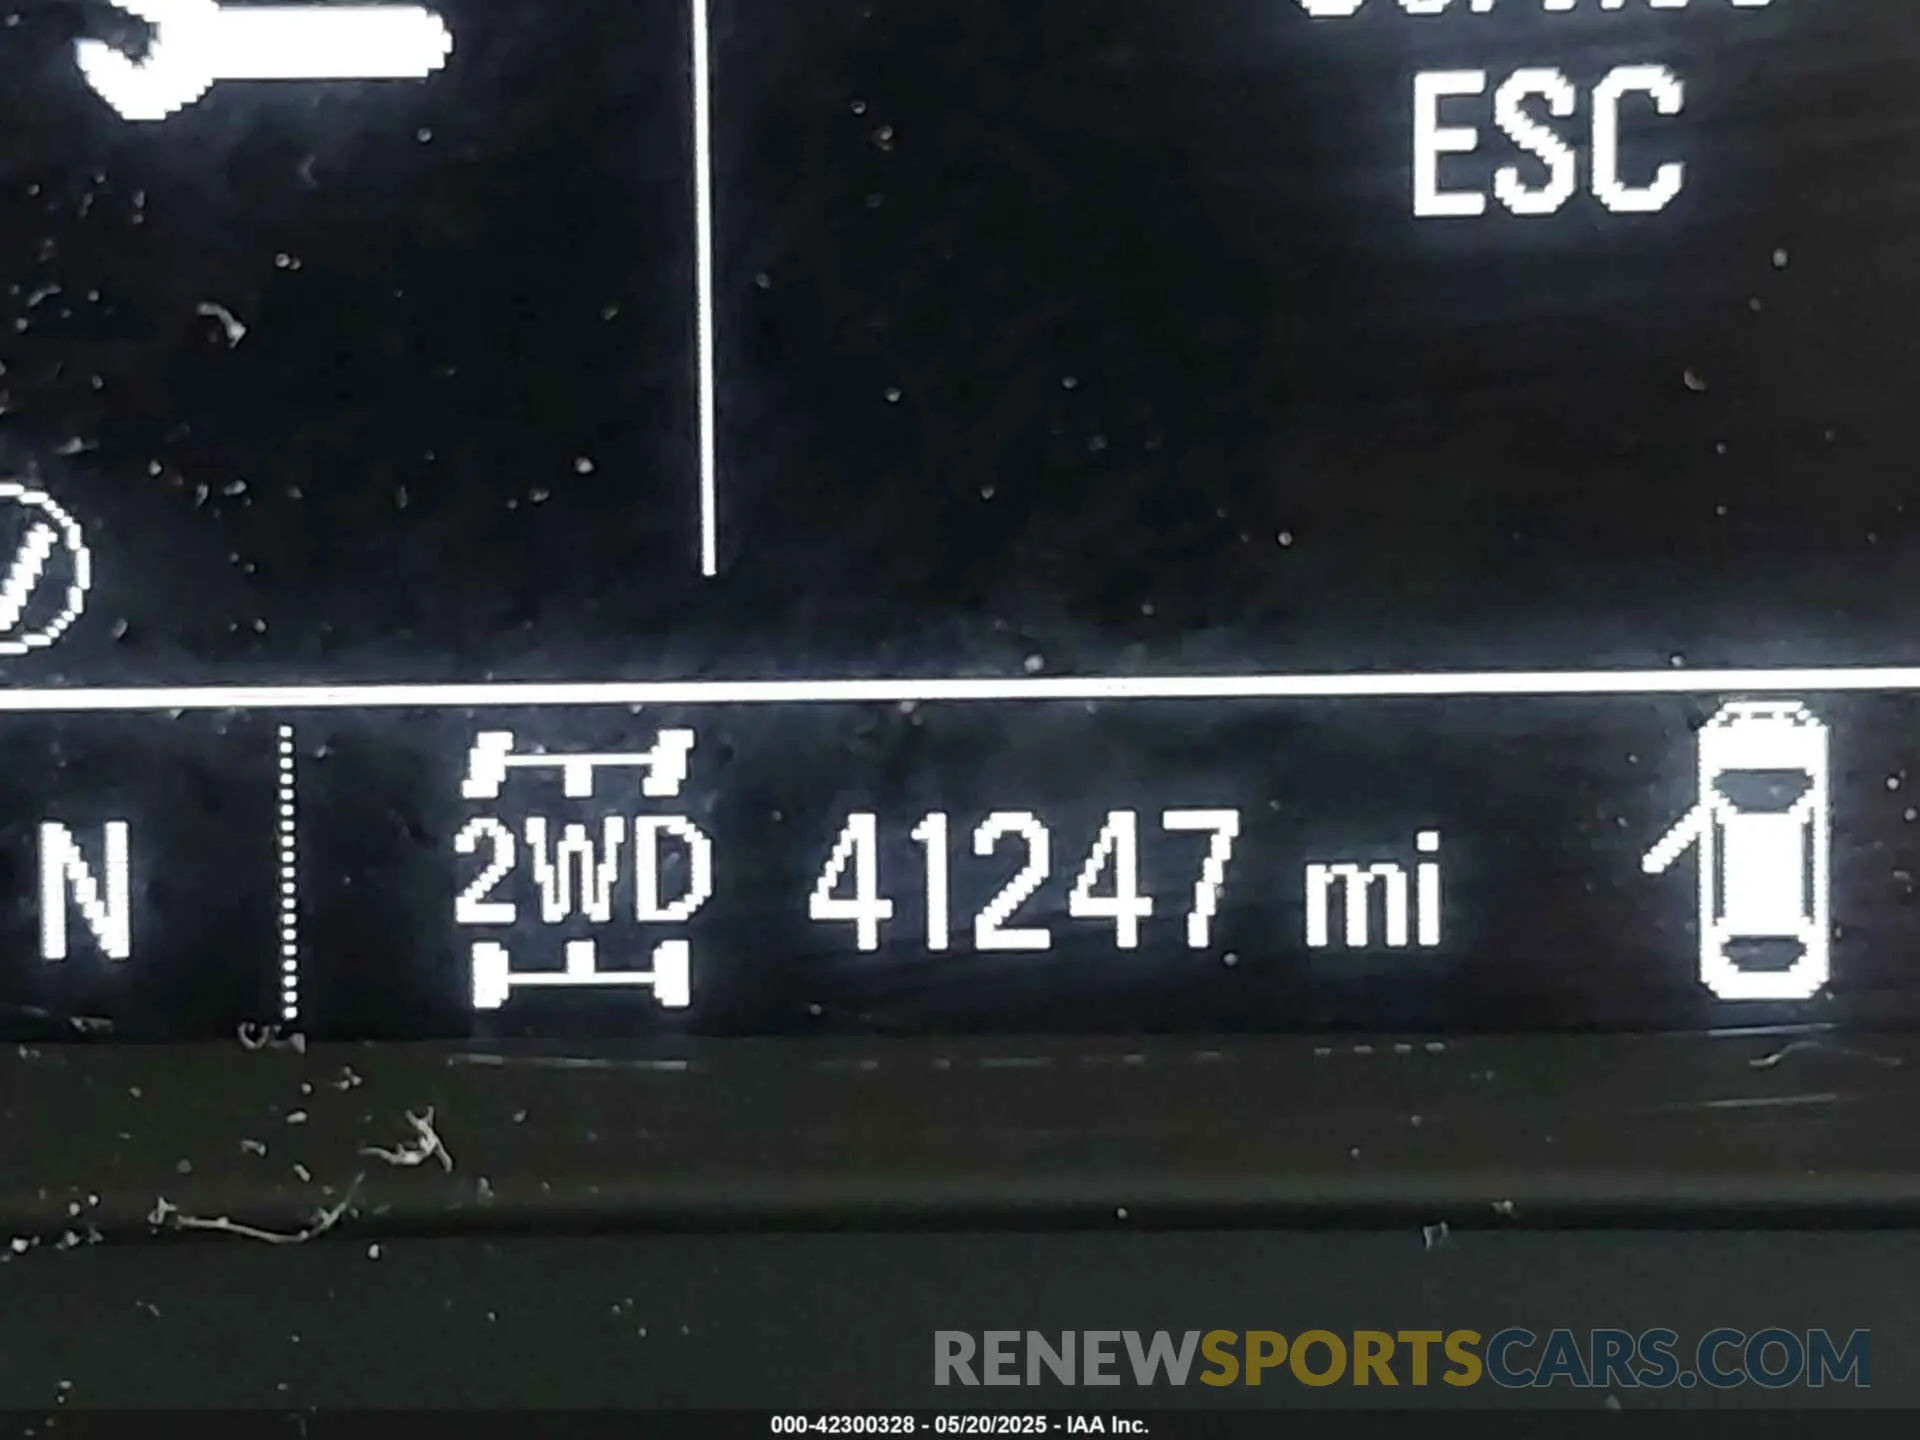 ESC
N
2WD 41247 mi
RENEWSPORTSCARS.COM
000-42300328 - 05/20/2025 - IAA Inc.